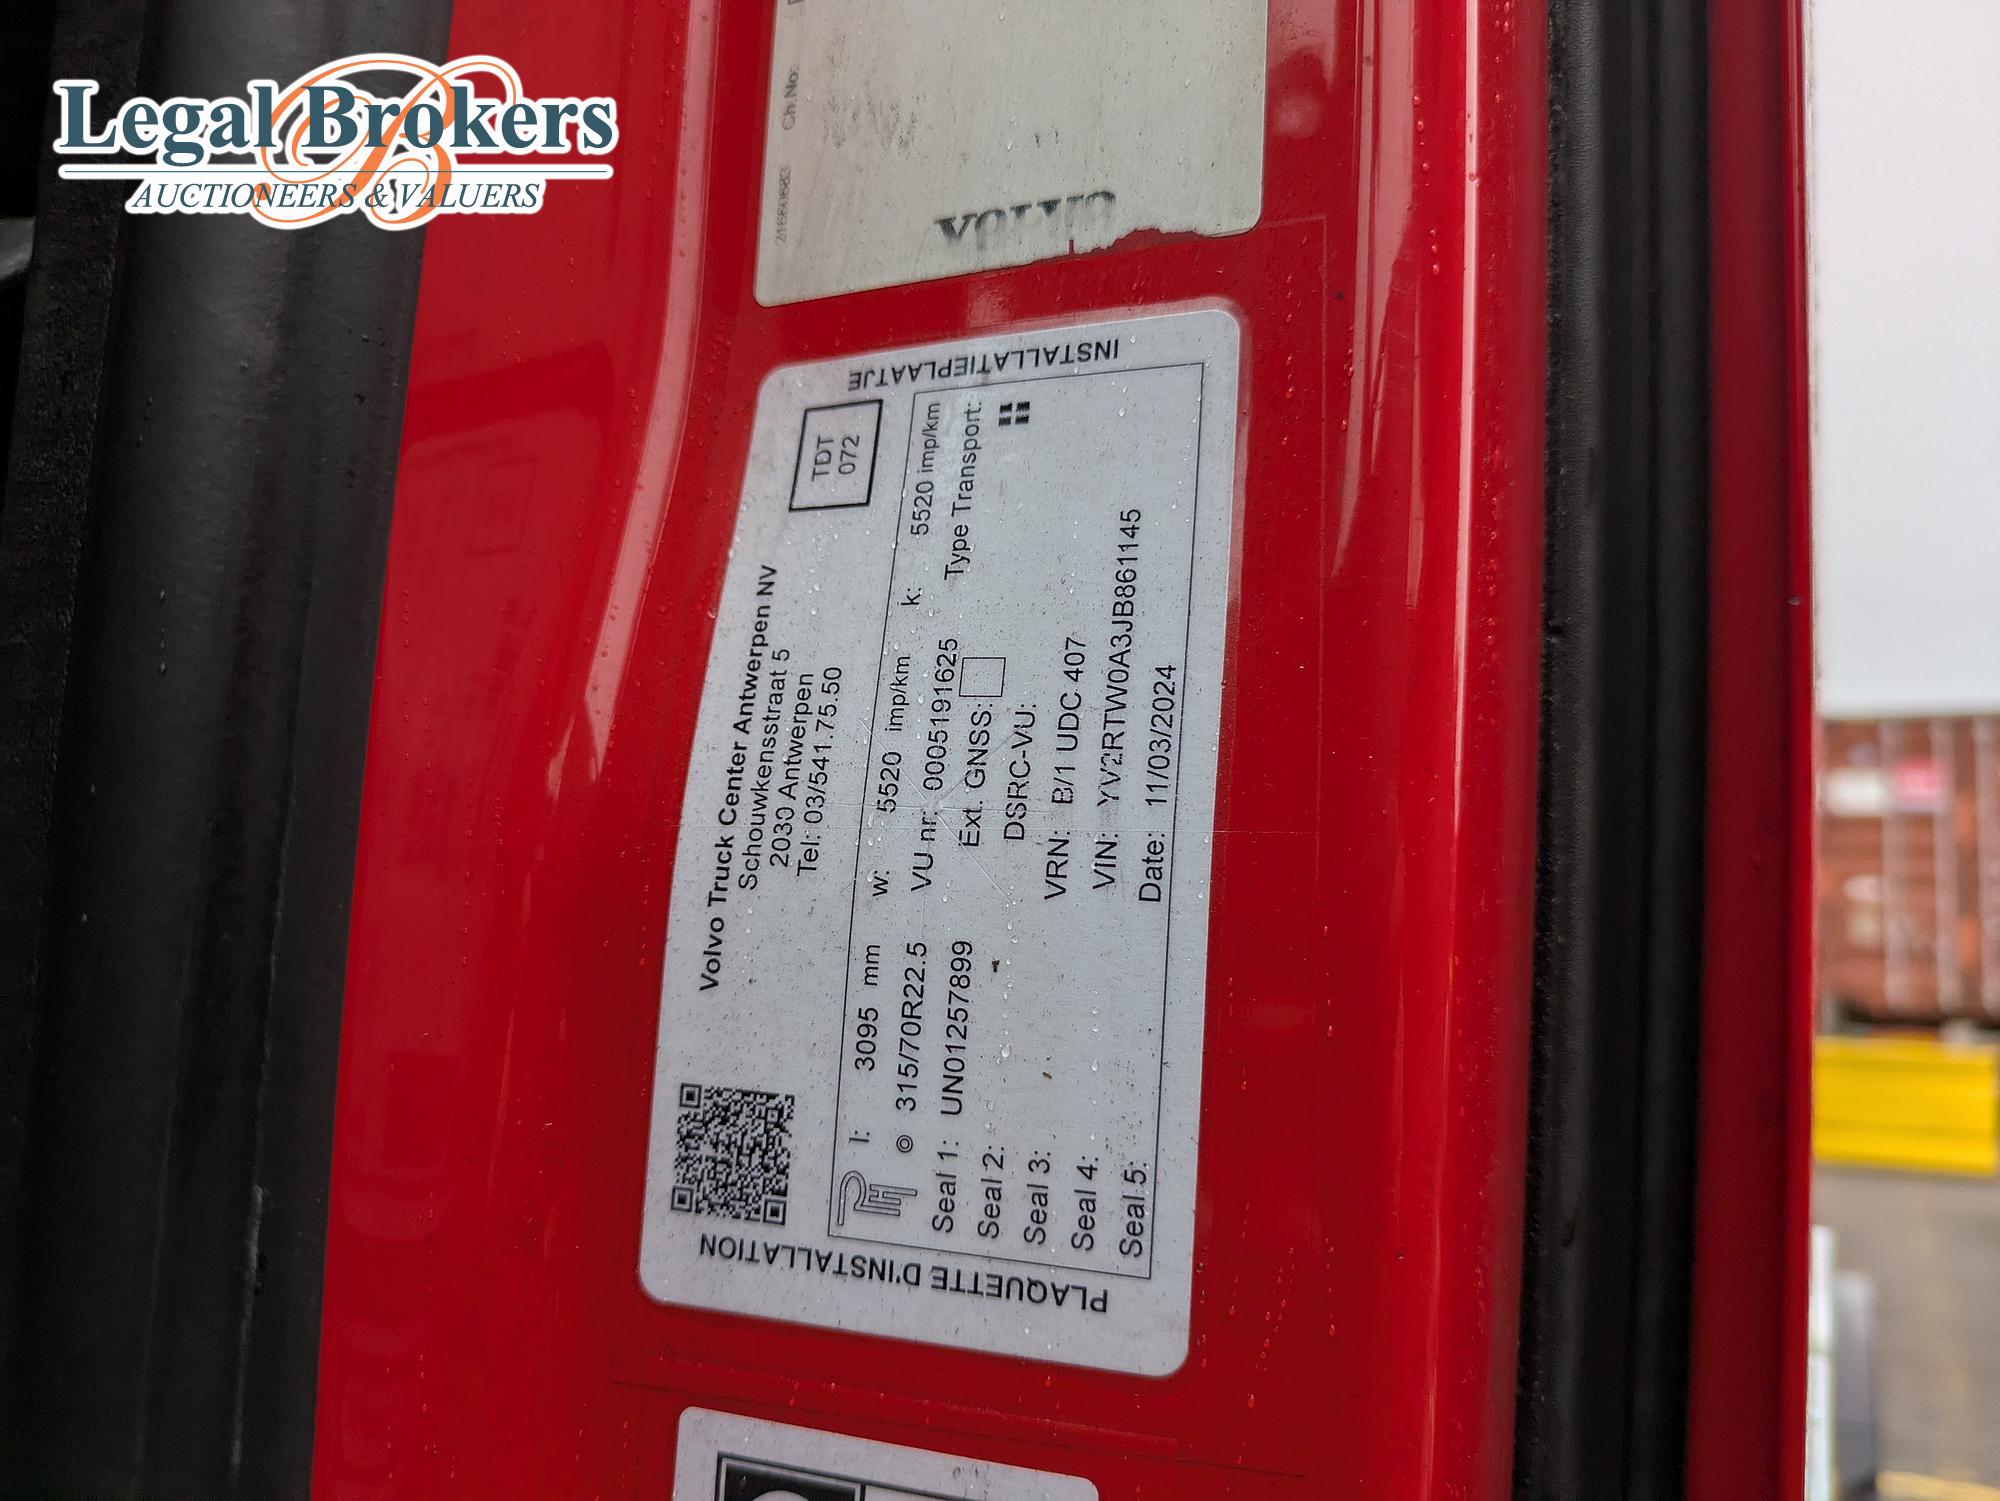 Legal Brokers
AUCTIONEERS & VALUERS
Ch.No:
21660883
VOLVO
PLAQUETTE D'INSTALLATION
INSTALLATIEPLAATJE
Volvo Truck Center Antwerpen NV
Schouwkensstraat 5
2030 Antwerpen
Tel: 03/541.75.50
TDT
072
l: 3095 mm w: 5520 imp/km k: 5520 imp/km
315/70R22.5 VU nr: 0005191625 Type Transport:
Seal 1: UN01257899 Ext. GNSS:
Seal 2: DSRC-VU:
Seal 3: VRN: B/1 UDC 407
Seal 4: VIN: YV2RTW0A3JB861145
Seal 5: Date: 11/03/2024